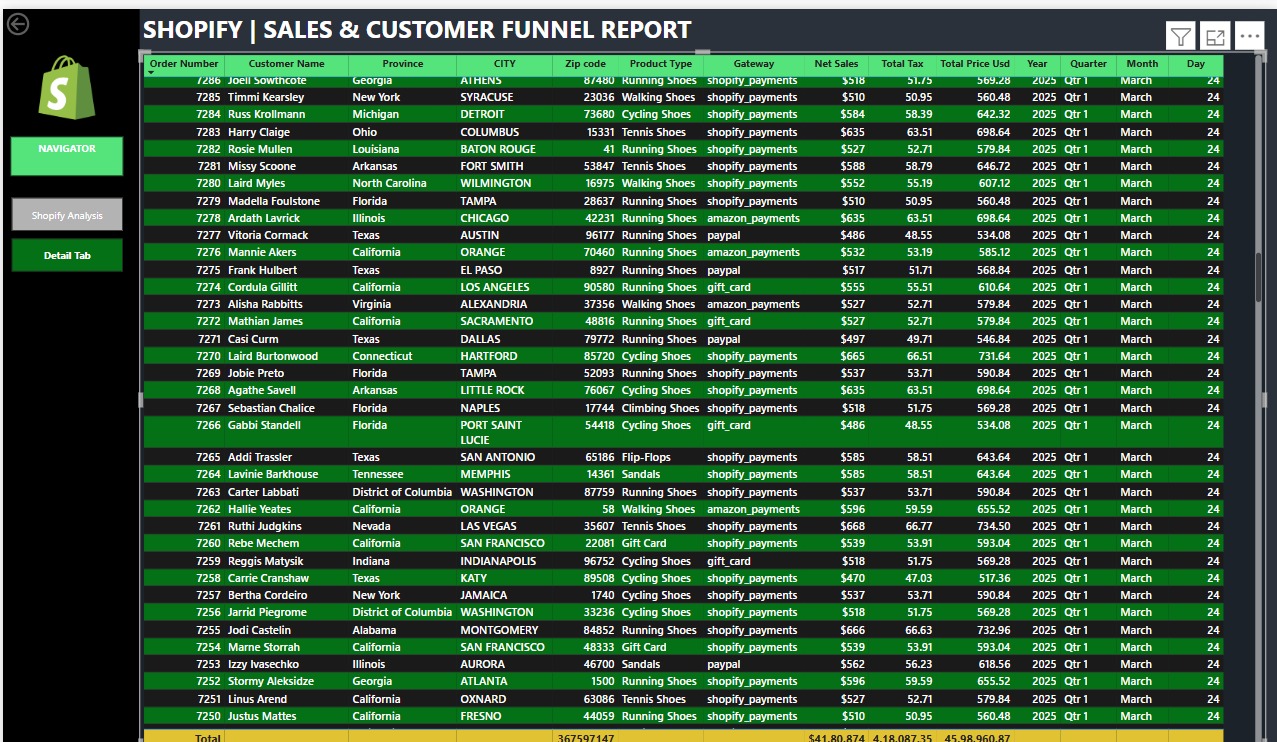 SHOPIFY | SALES & CUSTOMER FUNNEL REPORT
S
NAVIGATOR
Shopify Analysis
Detail Tab
Order Number Customer Name Province CITY Zip code Product Type Gateway Net Sales Total Tax Total Price Usd Year Quarter Month Day
7286 Joell Sowthcote Georgia ATHENS 87480 Running Shoes shopify_payments $518 51.75 569.28 2025 Qtr 1 March 24
7285 Timmi Kearsley New York SYRACUSE 23036 Walking Shoes shopify_payments $510 50.95 560.48 2025 Qtr 1 March 24
7284 Russ Krollmann Michigan DETROIT 73680 Cycling Shoes shopify_payments $584 58.39 642.32 2025 Qtr 1 March 24
7283 Harry Claige Ohio COLUMBUS 15331 Tennis Shoes shopify_payments $635 63.51 698.64 2025 Qtr 1 March 24
7282 Rosie Mullen Louisiana BATON ROUGE 41 Running Shoes shopify_payments $527 52.71 579.84 2025 Qtr 1 March 24
7281 Missy Scoone Arkansas FORT SMITH 53847 Tennis Shoes shopify_payments $588 58.79 646.72 2025 Qtr 1 March 24
7280 Laird Myles North Carolina WILMINGTON 16975 Walking Shoes shopify_payments $552 55.19 607.12 2025 Qtr 1 March 24
7279 Madella Foulstone Florida TAMPA 28637 Running Shoes shopify_payments $510 50.95 560.48 2025 Qtr 1 March 24
7278 Ardath Lavrick Illinois CHICAGO 42231 Running Shoes amazon_payments $635 63.51 698.64 2025 Qtr 1 March 24
7277 Vitoria Cormack Texas AUSTIN 96177 Running Shoes paypal $486 48.55 534.08 2025 Qtr 1 March 24
7276 Mannie Akers California ORANGE 70460 Running Shoes amazon_payments $532 53.19 585.12 2025 Qtr 1 March 24
7275 Frank Hulbert Texas EL PASO 8927 Running Shoes paypal $517 51.71 568.84 2025 Qtr 1 March 24
7274 Cordula Gillitt California LOS ANGELES 90580 Running Shoes gift_card $555 55.51 610.64 2025 Qtr 1 March 24
7273 Alisha Rabbitts Virginia ALEXANDRIA 37356 Walking Shoes amazon_payments $527 52.71 579.84 2025 Qtr 1 March 24
7272 Mathian James California SACRAMENTO 48816 Running Shoes gift_card $527 52.71 579.84 2025 Qtr 1 March 24
7271 Casi Curm Texas DALLAS 79772 Running Shoes paypal $497 49.71 546.84 2025 Qtr 1 March 24
7270 Laird Burtonwood Connecticut HARTFORD 85720 Cycling Shoes shopify_payments $665 66.51 731.64 2025 Qtr 1 March 24
7269 Jobie Preto Florida TAMPA 52093 Running Shoes shopify_payments $537 53.71 590.84 2025 Qtr 1 March 24
7268 Agathe Savell Arkansas LITTLE ROCK 76067 Cycling Shoes shopify_payments $635 63.51 698.64 2025 Qtr 1 March 24
7267 Sebastian Chalice Florida NAPLES 17744 Climbing Shoes shopify_payments $518 51.75 569.28 2025 Qtr 1 March 24
7266 Gabbi Standell Florida PORT SAINT 54418 Cycling Shoes gift_card $486 48.55 534.08 2025 Qtr 1 March 24
LUCIE
7265 Addi Trassler Texas SAN ANTONIO 65186 Flip-Flops shopify_payments $585 58.51 643.64 2025 Qtr 1 March 24
7264 Lavinie Barkhouse Tennessee MEMPHIS 14361 Sandals shopify_payments $585 58.51 643.64 2025 Qtr 1 March 24
7263 Carter Labbati District of Columbia WASHINGTON 87759 Running Shoes shopify_payments $537 53.71 590.84 2025 Qtr 1 March 24
7262 Hallie Yeates California ORANGE 58 Walking Shoes amazon_payments $596 59.59 655.52 2025 Qtr 1 March 24
7261 Ruthi Judgkins Nevada LAS VEGAS 35607 Tennis Shoes shopify_payments $668 66.77 734.50 2025 Qtr 1 March 24
7260 Rebe Mechem California SAN FRANCISCO 22081 Gift Card shopify_payments $539 53.91 593.04 2025 Qtr 1 March 24
7259 Reggis Matysik Indiana INDIANAPOLIS 96752 Cycling Shoes gift_card $518 51.75 569.28 2025 Qtr 1 March 24
7258 Carrie Cranshaw Texas KATY 89508 Cycling Shoes shopify_payments $470 47.03 517.36 2025 Qtr 1 March 24
7257 Bertha Cordeiro New York JAMAICA 1740 Cycling Shoes shopify_payments $537 53.71 590.84 2025 Qtr 1 March 24
7256 Jarrid Piegrome District of Columbia WASHINGTON 33236 Cycling Shoes shopify_payments $518 51.75 569.28 2025 Qtr 1 March 24
7255 Jodi Castelin Alabama MONTGOMERY 84852 Running Shoes shopify_payments $666 66.63 732.96 2025 Qtr 1 March 24
7254 Marne Storrah California SAN FRANCISCO 48333 Gift Card shopify_payments $539 53.91 593.04 2025 Qtr 1 March 24
7253 Izzy Ivasechko Illinois AURORA 46700 Sandals paypal $562 56.23 618.56 2025 Qtr 1 March 24
7252 Stormy Aleksidze Georgia ATLANTA 1500 Running Shoes shopify_payments $596 59.59 655.52 2025 Qtr 1 March 24
7251 Linus Arend California OXNARD 63086 Tennis Shoes shopify_payments $527 52.71 579.84 2025 Qtr 1 March 24
7250 Justus Mattes California FRESNO 44059 Running Shoes shopify_payments $510 50.95 560.48 2025 Qtr 1 March 24
Total 367597147 $41,80,874 4,18,087.35 45,98,960.87